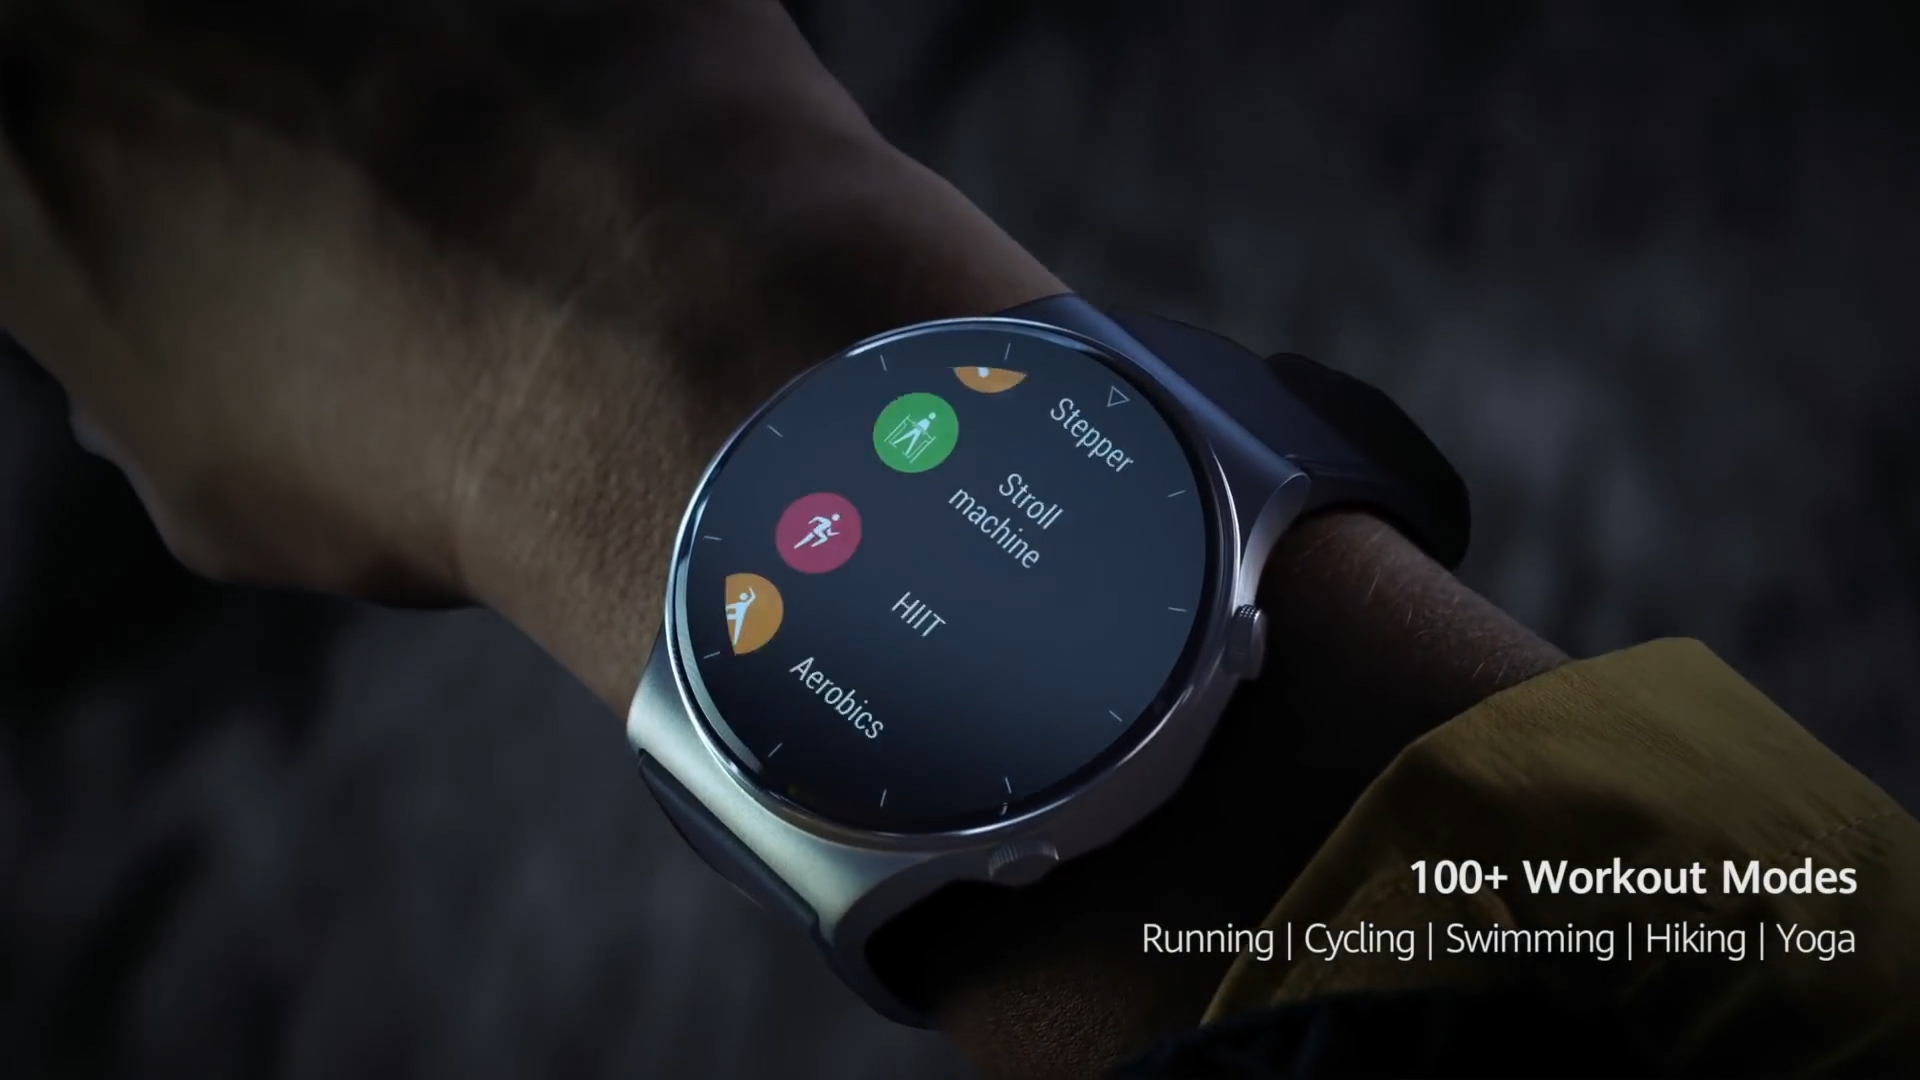 Stepper
Stroll
machine
HIIT
Aerobics
100+ Workout Modes
Running | Cycling | Swimming | Hiking | Yoga